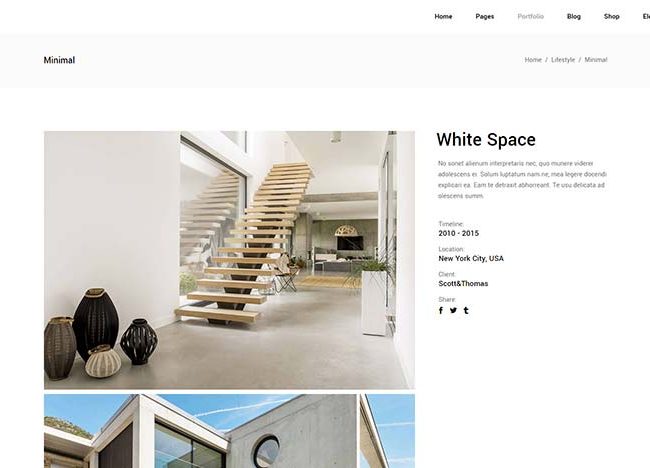 Home Pages Portfolio Blog Shop
Minimal
Home / Lifestyle / Minimal
White Space
No sonet alienum interpretaris nec, quo munere viderer
adolescens ei. Solum luptatum nam ne, mea legere docendi
explicari ea. Eam te detraxit abhorreant. Te usu delicata ad
olescens summ.
Timeline:
2010 - 2015
Location:
New York City, USA
Client:
Scott&Thomas
Share: